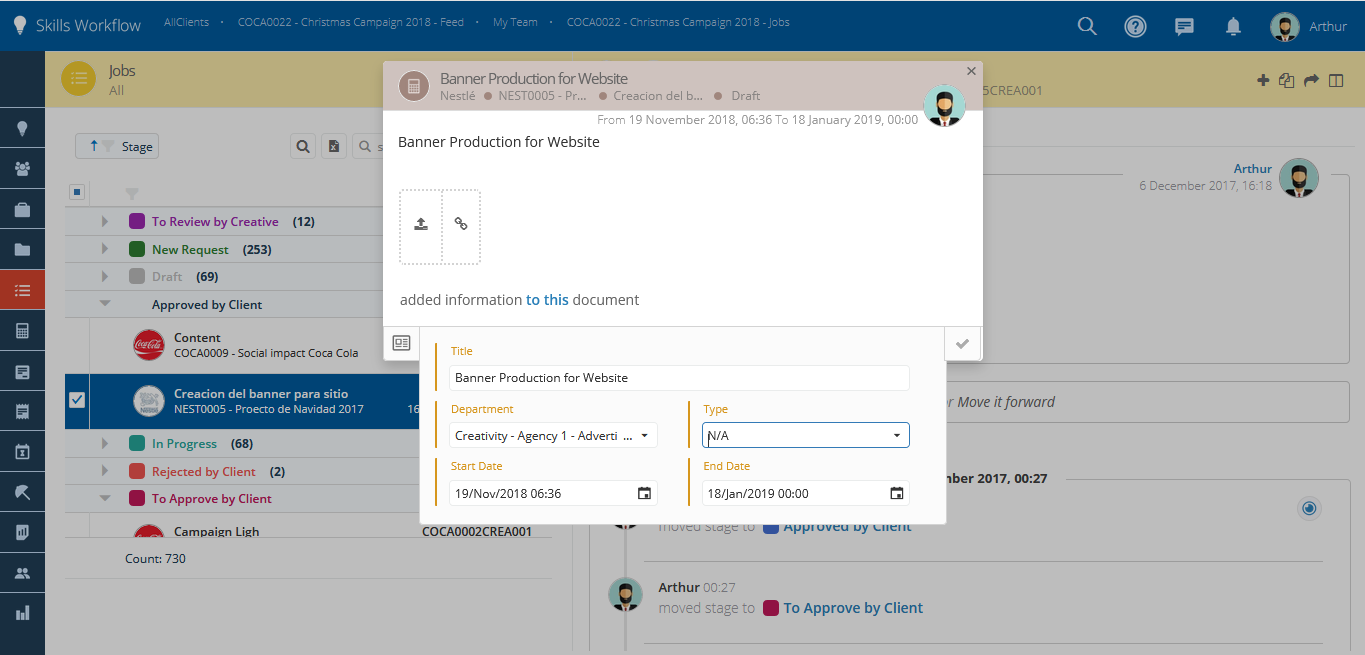 Skills Workflow
AllClients • COCA0022 - Christmas Campaign 2018 - Feed • My Team • COCA0022 - Christmas Campaign 2018 - Jobs
Arthur
Jobs
All
5CREA001
Stage
To Review by Creative (12)
New Request (253)
Draft (69)
Approved by Client
Content
COCA0009 - Social impact Coca Cola
Creacion del banner para sitio
NEST0005 - Proecto de Navidad 2017 16
In Progress (68)
Rejected by Client (2)
To Approve by Client
Campaign Ligh COCA0002CREA001
Count: 730
Banner Production for Website
Nestlé • NEST0005 - Pr... • Creacion del b... • Draft
From 19 November 2018, 06:36 To 18 January 2019, 00:00
Banner Production for Website
added information to this document
Title
Banner Production for Website
Department
Creativity - Agency 1 - Adverti ...
Type
N/A
Start Date
19/Nov/2018 06:36
End Date
18/Jan/2019 00:00
Arthur
6 December 2017, 16:18
r Move it forward
nber 2017, 00:27
moved stage to Approved by Client
Arthur 00:27
moved stage to To Approve by Client